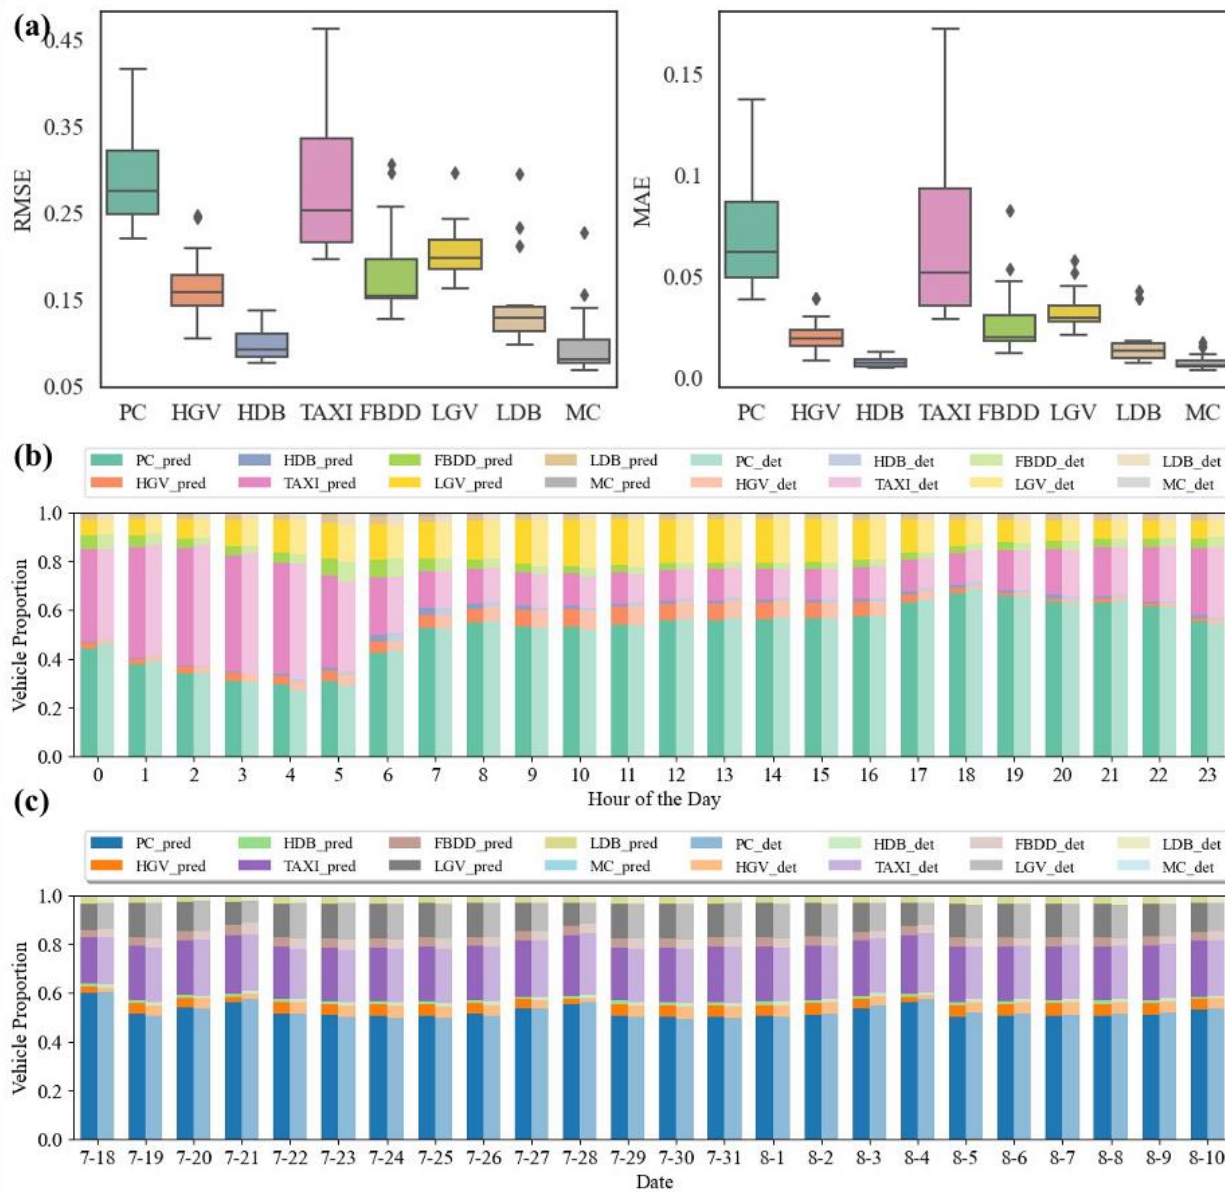 (a)
0.45
0.35
0.25
0.15
0.05
RMSE
PC HGV HDB TAXI FBDD LGV LDB MC
0.15
0.1
0.05
0.0
MAE
PC HGV HDB TAXI FBDD LGV LDB MC
(b)
PC_pred HDB_pred FBDD_pred LDB_pred PC_det HDB_det FBDD_det LDB_det
HGV_pred TAXI_pred LGV_pred MC_pred HGV_det TAXI_det LGV_det MC_det
1.0
0.8
0.6
0.4
0.2
0.0
Vehicle Proportion
0 1 2 3 4 5 6 7 8 9 10 11 12 13 14 15 16 17 18 19 20 21 22 23
Hour of the Day
(c)
PC_pred HDB_pred FBDD_pred LDB_pred PC_det HDB_det FBDD_det LDB_det
HGV_pred TAXI_pred LGV_pred MC_pred HGV_det TAXI_det LGV_det MC_det
1.0
0.8
0.6
0.4
0.2
0.0
Vehicle Proportion
7-18 7-19 7-20 7-21 7-22 7-23 7-24 7-25 7-26 7-27 7-28 7-29 7-30 7-31 8-1 8-2 8-3 8-4 8-5 8-6 8-7 8-8 8-9 8-10
Date